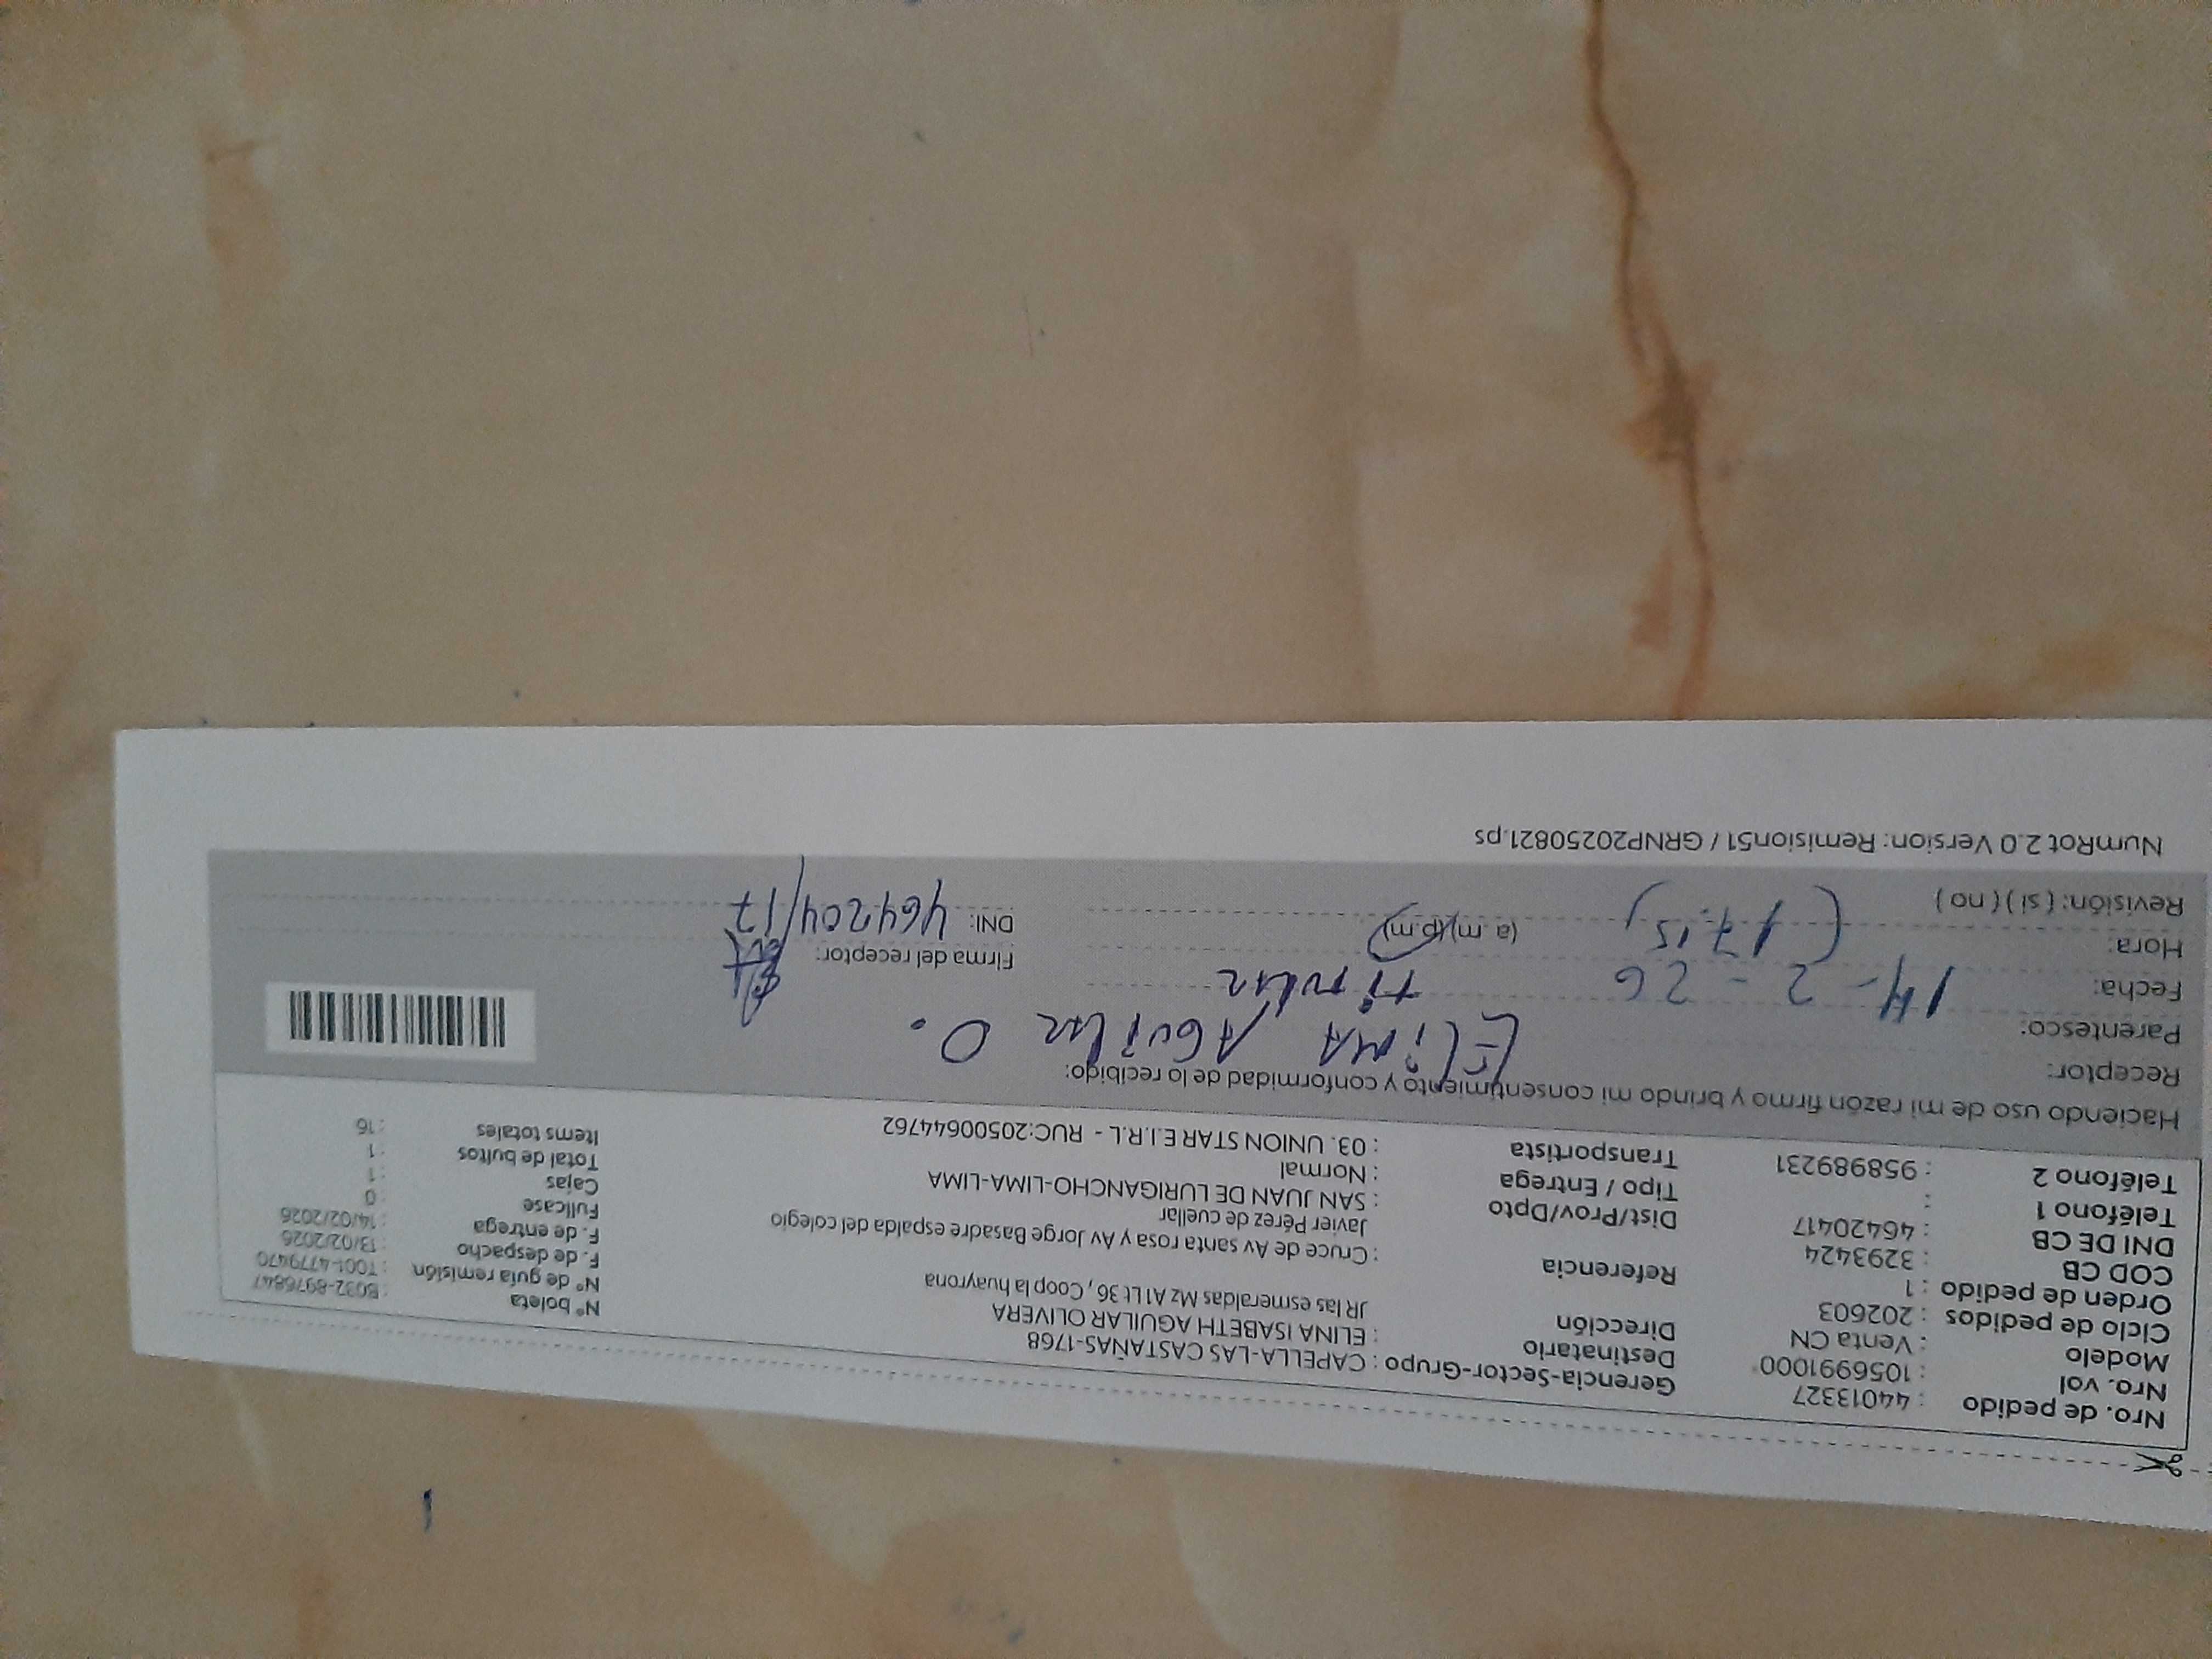 Nro. de pedido : 44013327
Nro. vol : 1056991000
Modelo : Venta CN
Ciclo de pedidos : 202603
Orden de pedido : 1
COD CB : 3293424
DNI DE CB : 46420417
Teléfono 1 :
Teléfono 2 : 958989231
Gerencia-Sector-Grupo : CAPELLA-LAS CASTAÑAS-1768
Destinatario : ELINA ISABETH AGUILAR OLIVERA
Dirección JR las esmeraldas Mz A1 Lt 36 , Coop la huayrona
Referencia : Cruce de Av santa rosa y Av Jorge Basadre espalda del colegio
Javier Pérez de cuellar
Dist/Prov/Dpto : SAN JUAN DE LURIGANCHO-LIMA-LIMA
Tipo / Entrega : Normal
Transportista : 03. UNION STAR E.I.R.L - RUC:20500644762
N° boleta : B032-8976847
N° de guía remisión : T001-4779470
F. de despacho : 13/02/2026
F. de entrega : 14/02/2026
Fullcase : 0
Cajas : 1
Total de bultos : 1
Items totales : 16
Haciendo uso de mi razón firmo y brindo mi consentimiento y conformidad de lo recibido:
Receptor: ELiNA AGUiLAR O.
Parentesco: tiTULAR
Fecha: 14-2-26
Hora: (17:15) (a.m)(p.m)
Revisión: ( si ) ( no )
Firma del receptor:
DNI: 46420417
NumRot 2.0 Version: Remision51 / GRNP20250821.ps